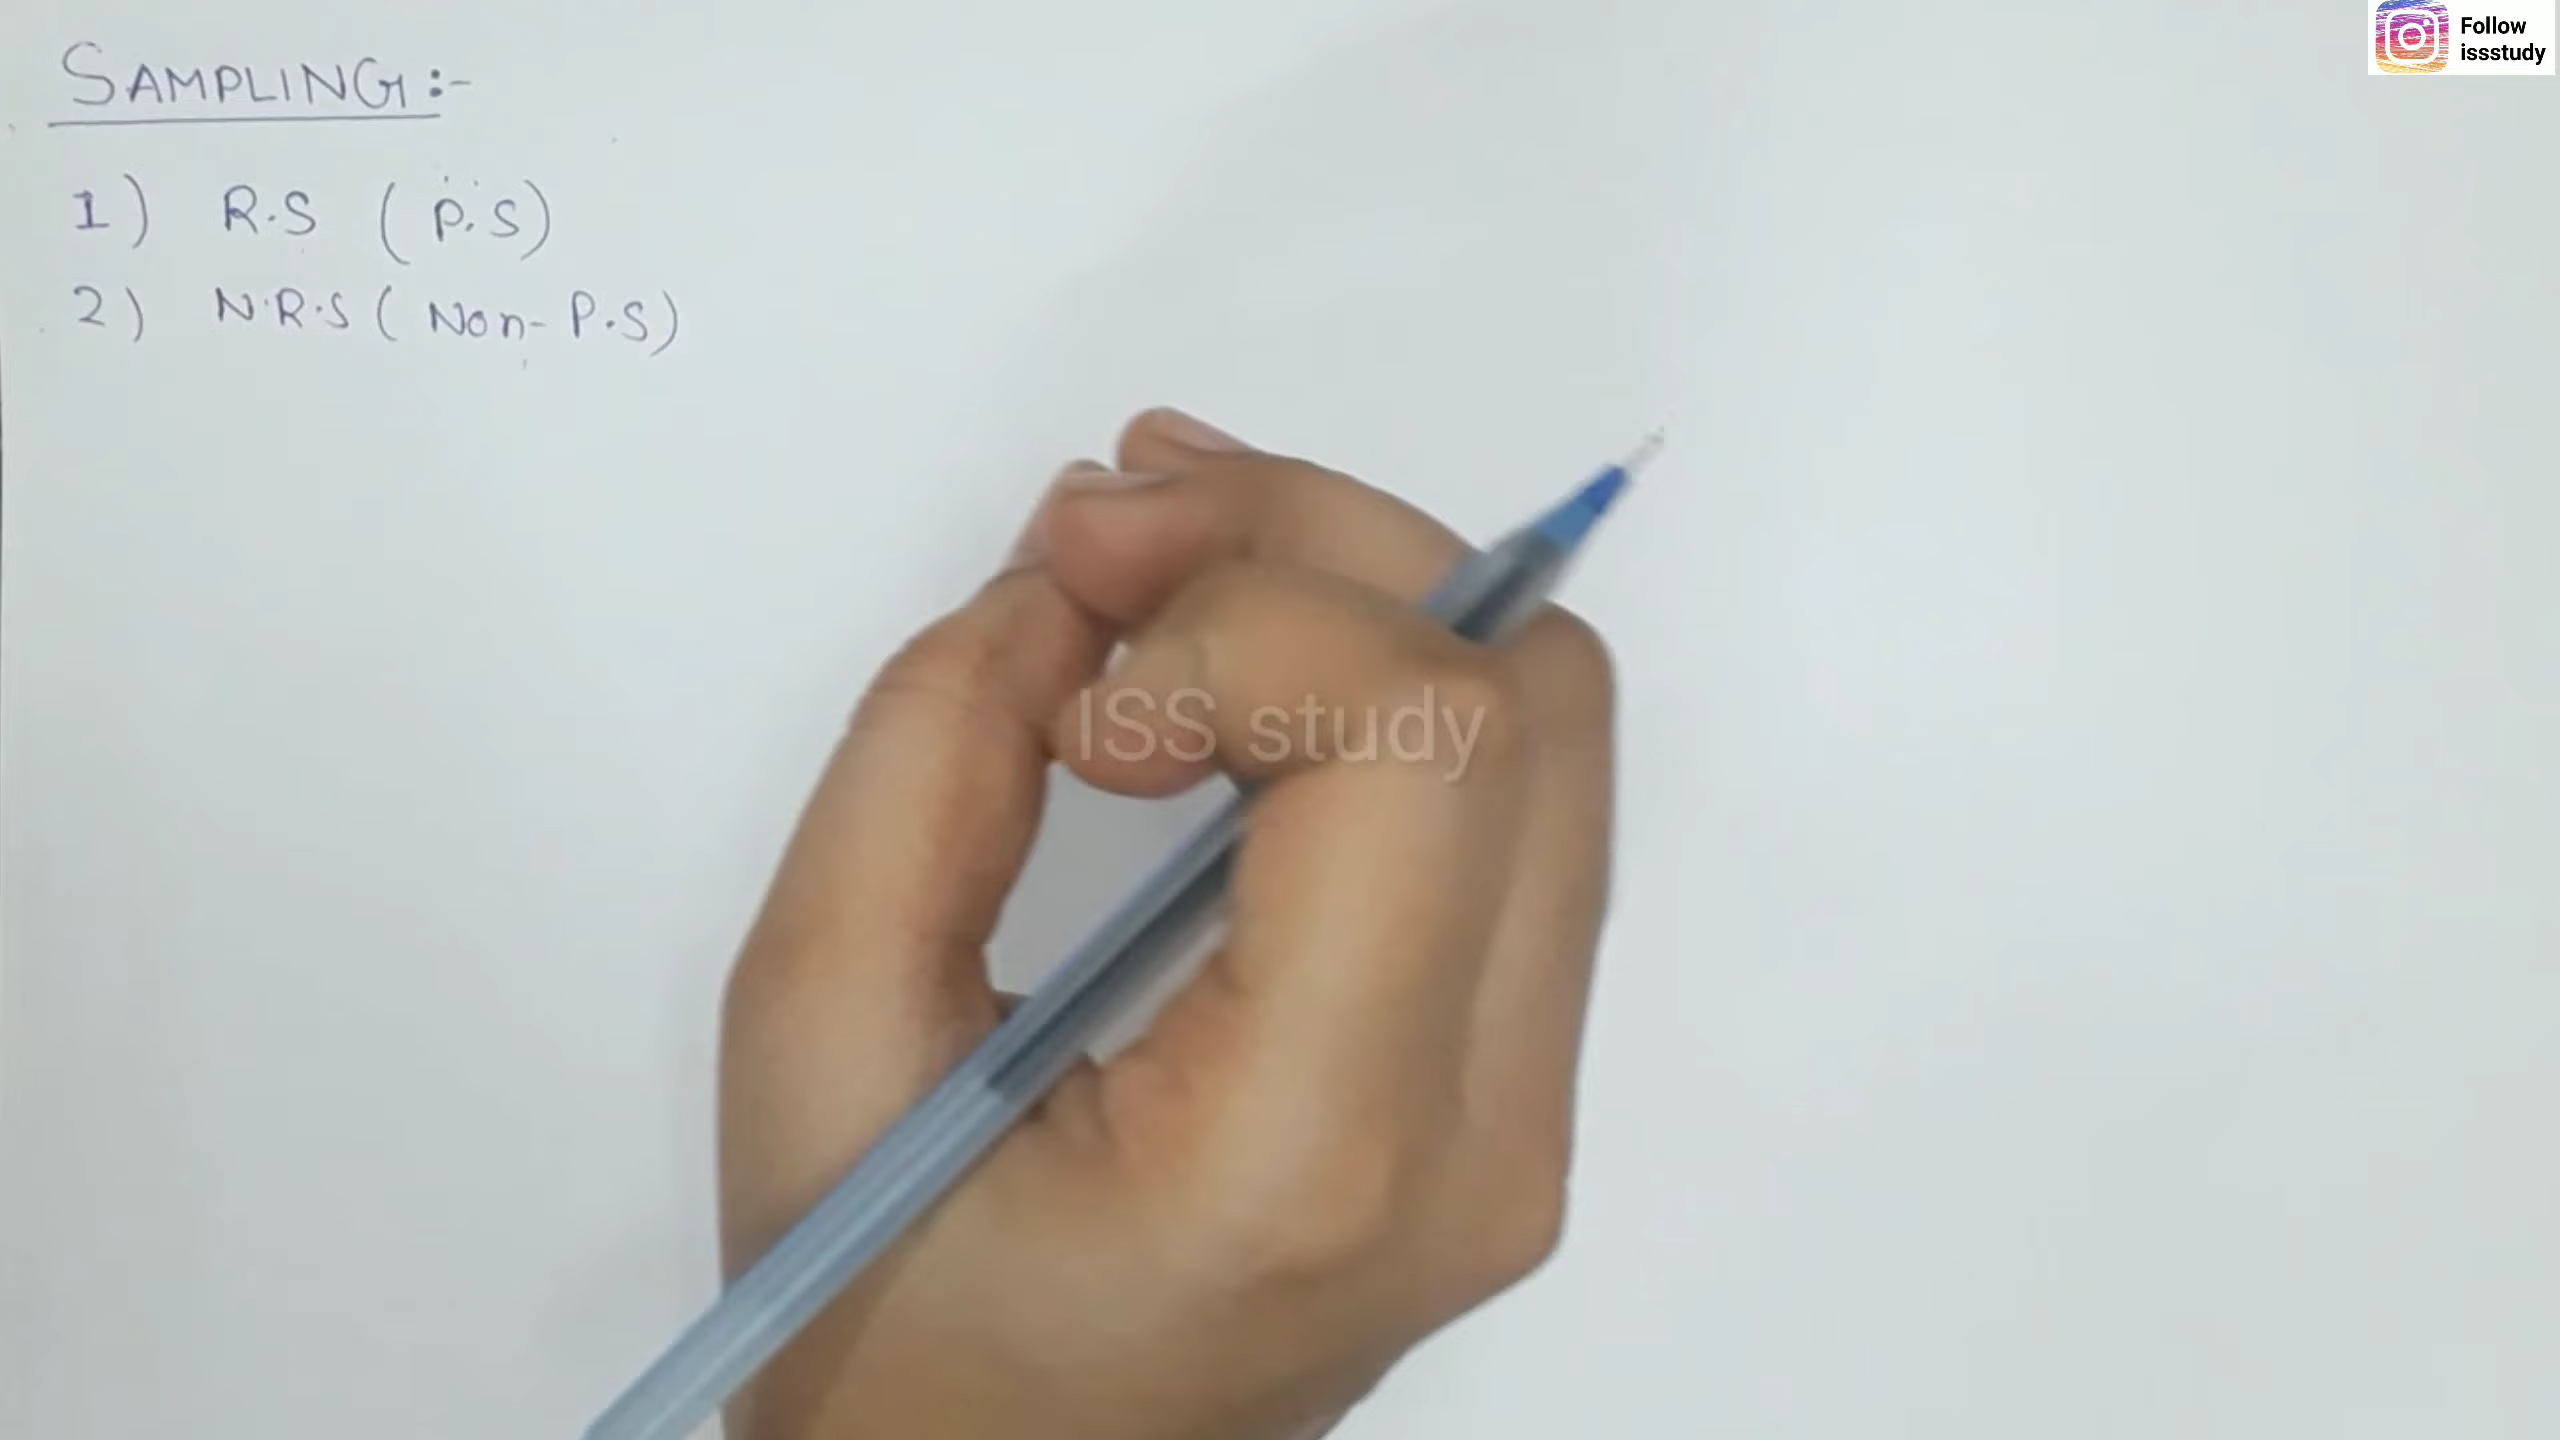 SAMPLING :-
1) R.S (P.S)
2) N.R.S (Non-P.S)
ISS study
Follow
issstudy